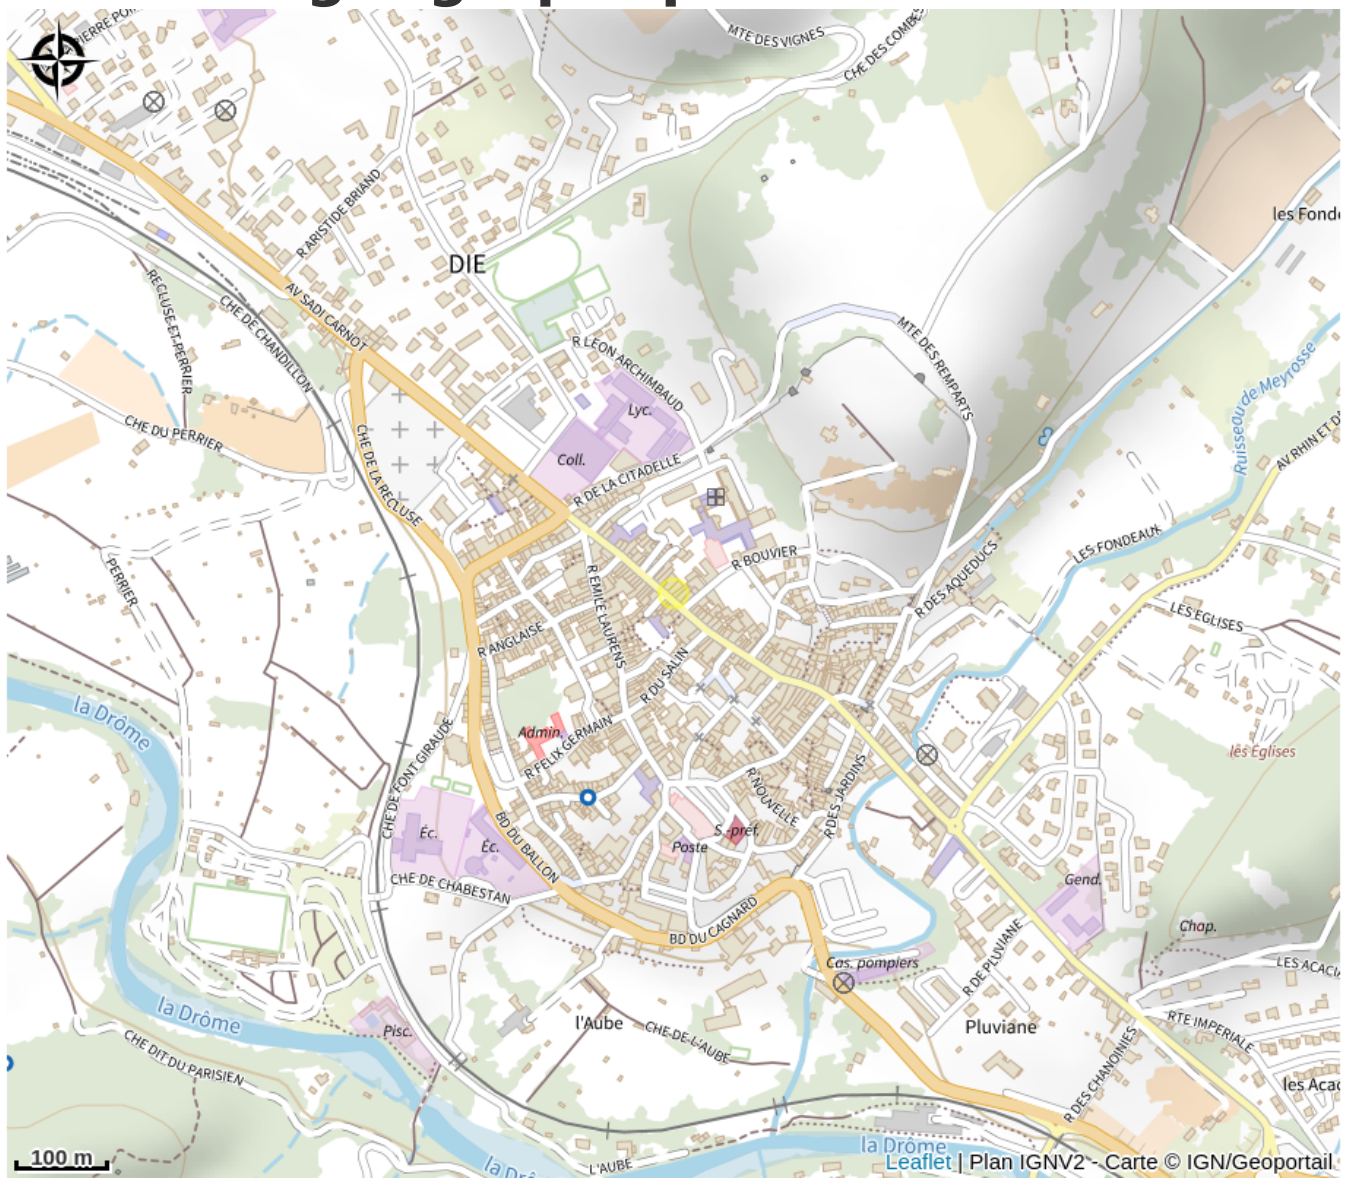 PIERRE
MTE DES VIGNES
CHE DES COMBES
les Fond
R ARISTIDE BRIAND
DIE
RECLUSE ET PERRIER
CHE DE CHANDILLON
AV SADI CARNOT
R LEON ARCHIMBAUD
MTE DES REMPARTS
Ruisseau de Meyrosse
Lyc.
CHE DU PERRIER
CHE DE LA RECLUSE
Coll.
R DE LA CITADELLE
AV RHIN ET D
PERRIER
R EMILE LAURENS
R BOUVIER
R DES AQUEDUCS
LES FONDEAUX
LES EGLISES
R ANGLAISE
R DU SALIN
la Drôme
Admin.
R FELIX GERMAIN
les Eglises
CHE DE FONT GIRAUDE
R NOUVELLE
R DES JARDINS
Éc.
Éc.
BD DU BALLON
S.-préf.
Poste
CHE DE CHABESTAN
Gend.
BD DU CAGNARD
Chap.
Cas. pompiers
R DE PLUVIANE
LES ACACIA
la Drôme
Pisc.
l'Aube
CHE DE L'AUBE
Pluviane
RTE IMPERIALE
CHE DIT DU PARISIEN
R DES CHANOINIES
les Acac
100 m
la Drô
L'AUBE
la Drôme
Leaflet | Plan IGNV2 - Carte © IGN/Geoportail